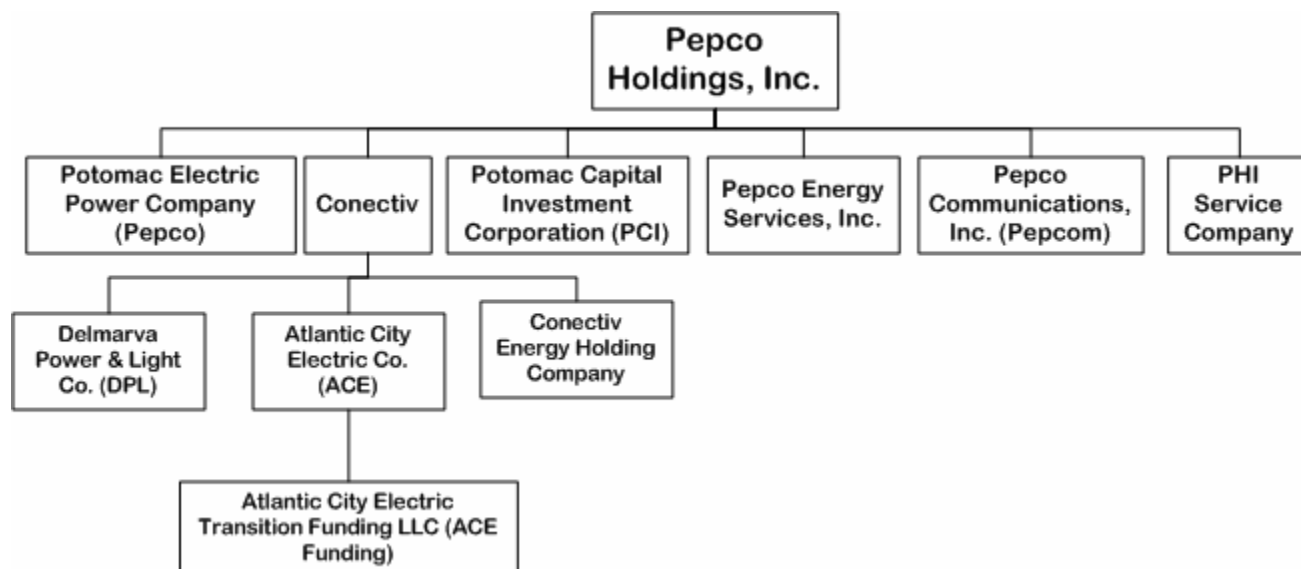 Pepco
Holdings, Inc.
Potomac Electric
Power Company
(Pepco)
Conectiv
Potomac Capital
Investment
Corporation (PCI)
Pepco Energy
Services, Inc.
Pepco
Communications,
Inc. (Pepcom)
PHI
Service
Company
Delmarva
Power & Light
Co. (DPL)
Atlantic City
Electric Co.
(ACE)
Conectiv
Energy Holding
Company
Atlantic City Electric
Transition Funding LLC (ACE
Funding)